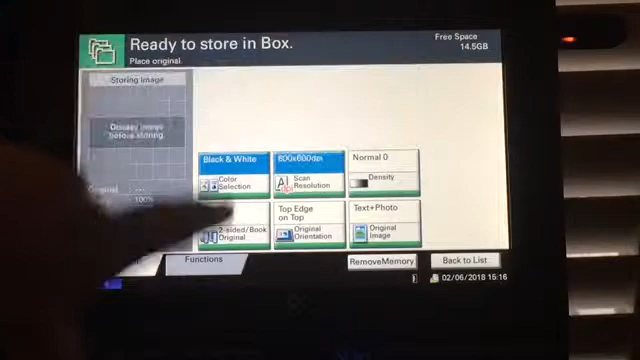 Ready to store in Box.
Place original.
Free Space
14.5GB
Storing Image
Display Image
before storing.
Original
---
100%
Black & White
Color
Selection
600x600dpi
Scan
Resolution
Normal 0
Density
2-sided/Book
Original
Top Edge
on Top
Original
Orientation
Text+Photo
Original
Image
Functions
RemoveMemory
Back to List
02/06/2018 15:16